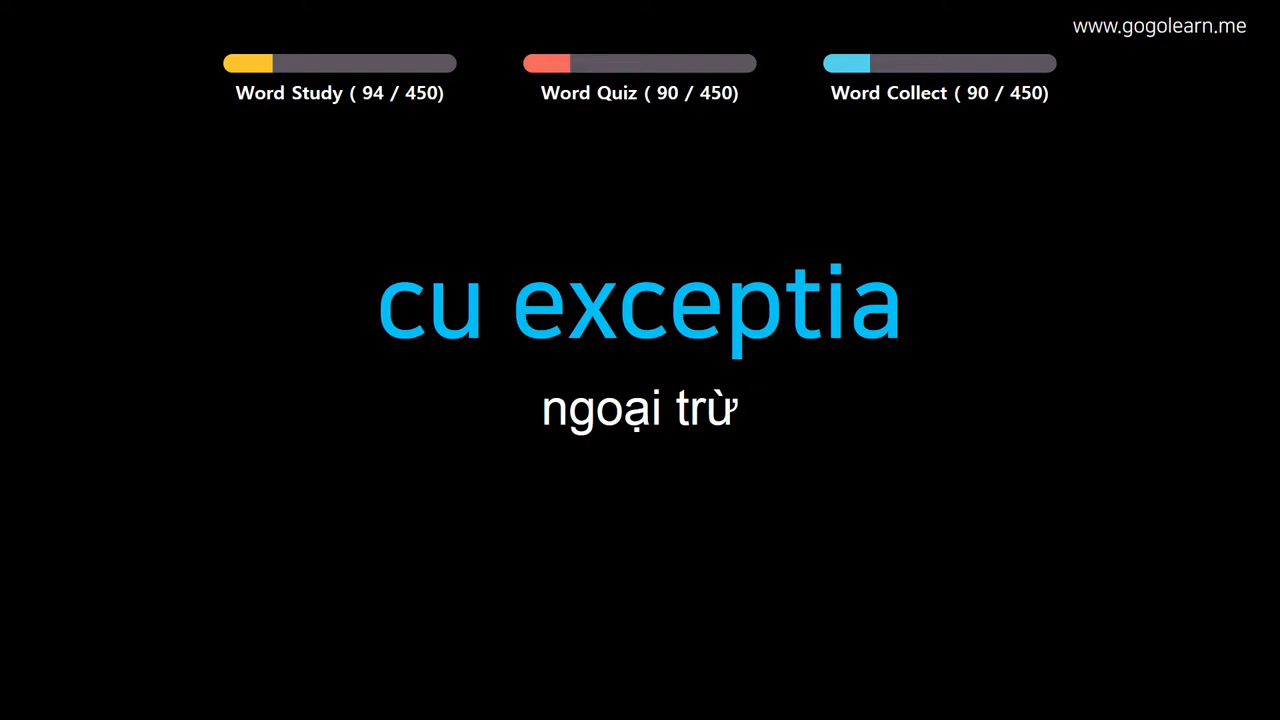 www.gogolearn.me
Word Study ( 94 / 450)
Word Quiz ( 90 / 450)
Word Collect ( 90 / 450)
cu exceptia
ngoại trừ